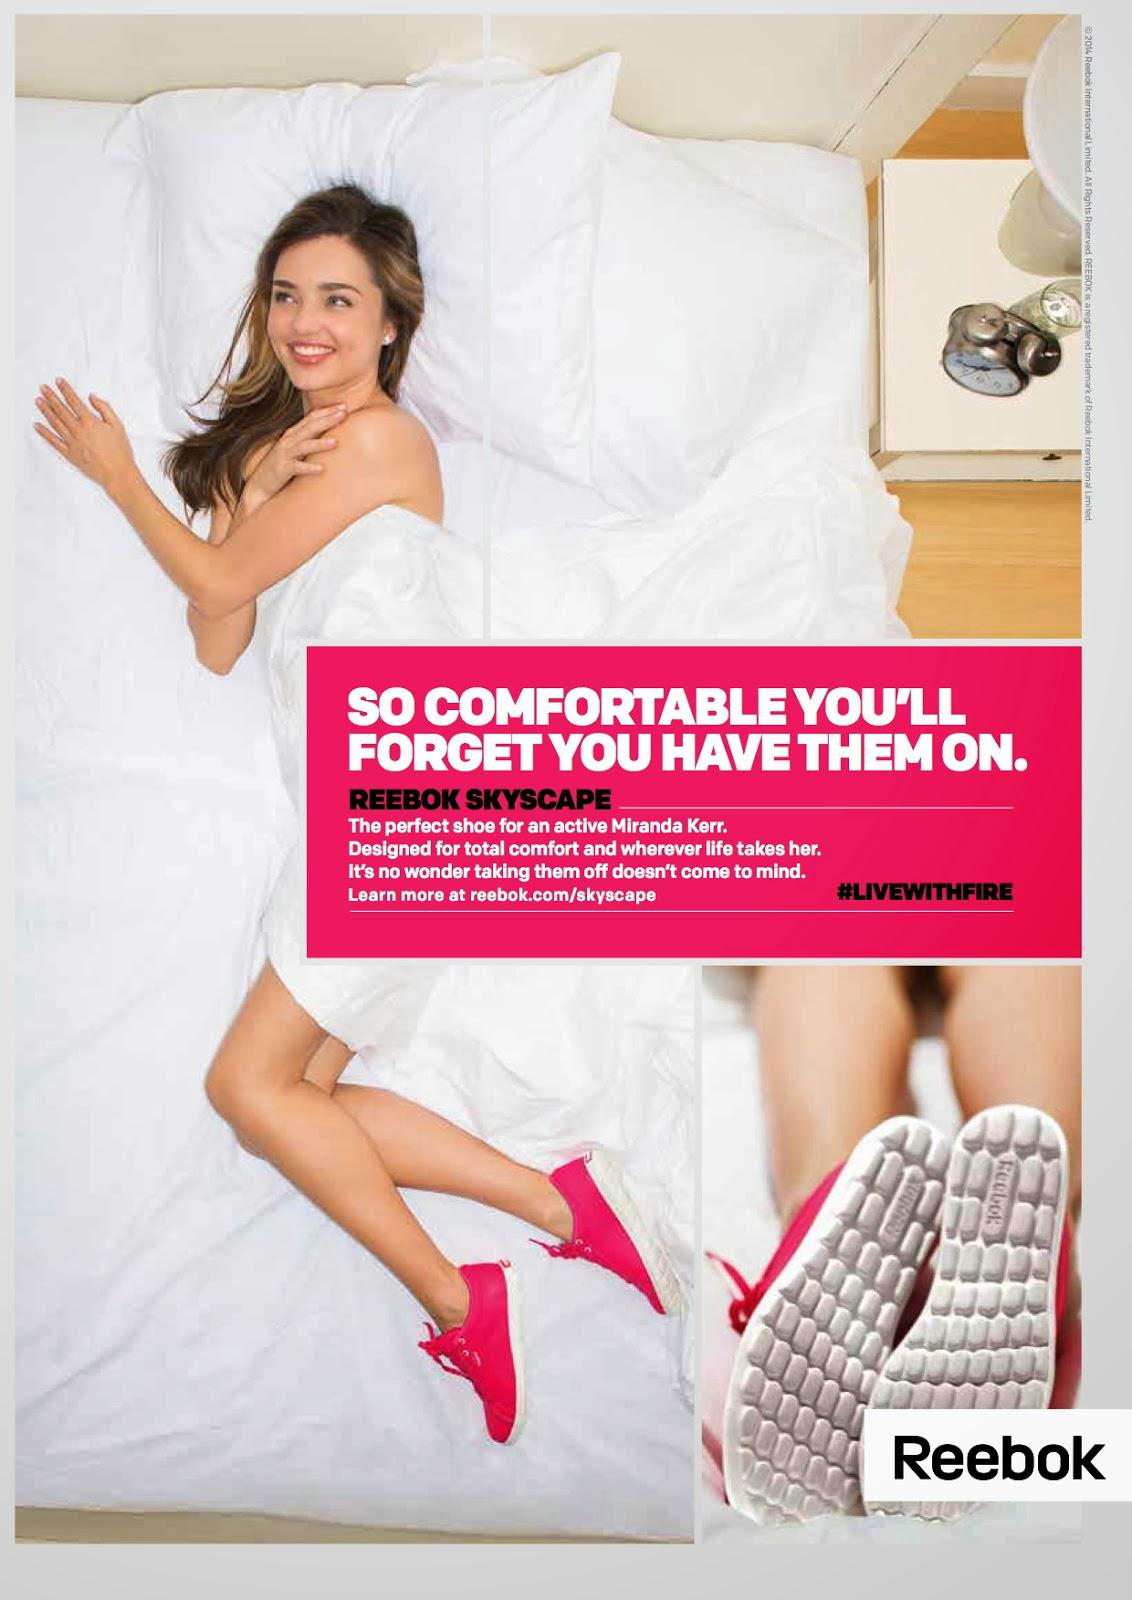 © 2014 Reebok International Limited. All Rights Reserved. REEBOK is a registered trademark of Reebok International Limited.
SO COMFORTABLE YOU'LL
FORGET YOU HAVE THEM ON.
REEBOK SKYSCAPE
The perfect shoe for an active Miranda Kerr.
Designed for total comfort and wherever life takes her.
It's no wonder taking them off doesn't come to mind.
Learn more at reebok.com/skyscape
#LIVEWITHFIRE
Reebok
Reebok